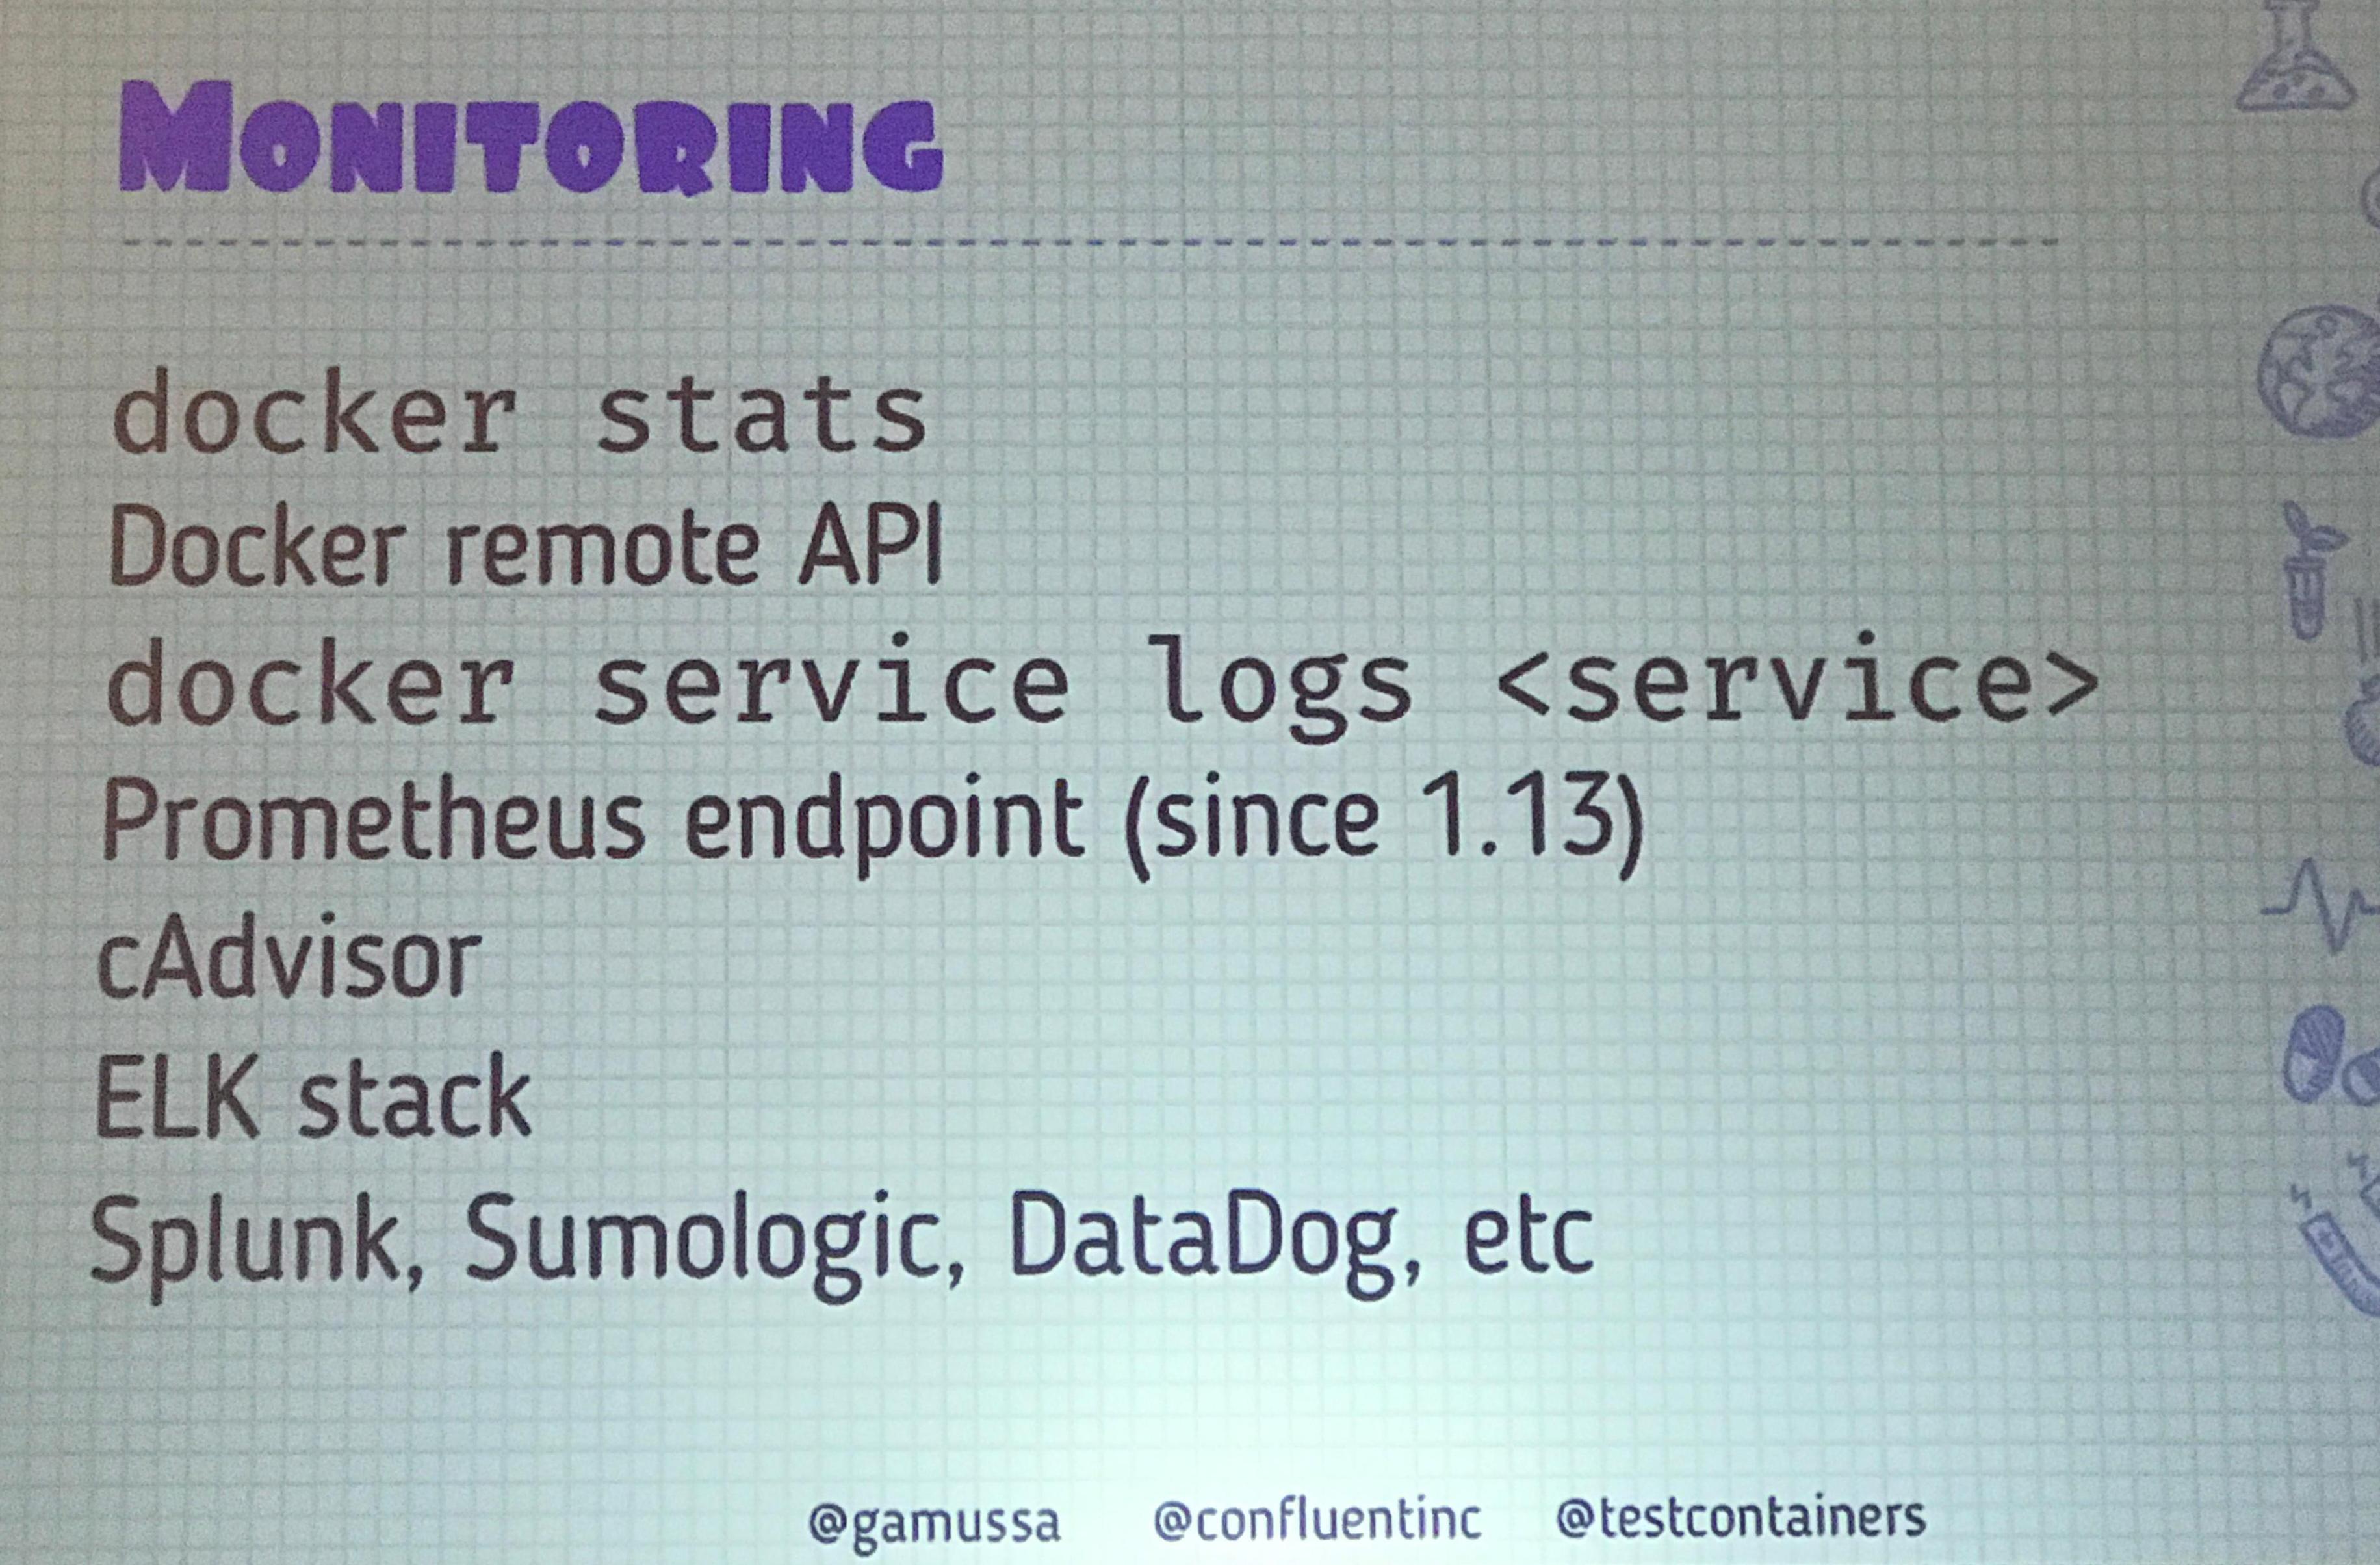 Monitoring
docker stats
Docker remote API
docker service logs <service>
Prometheus endpoint (since 1.13)
cAdvisor
ELK stack
Splunk, Sumologic, DataDog, etc
@gamussa @confluentinc @testcontainers